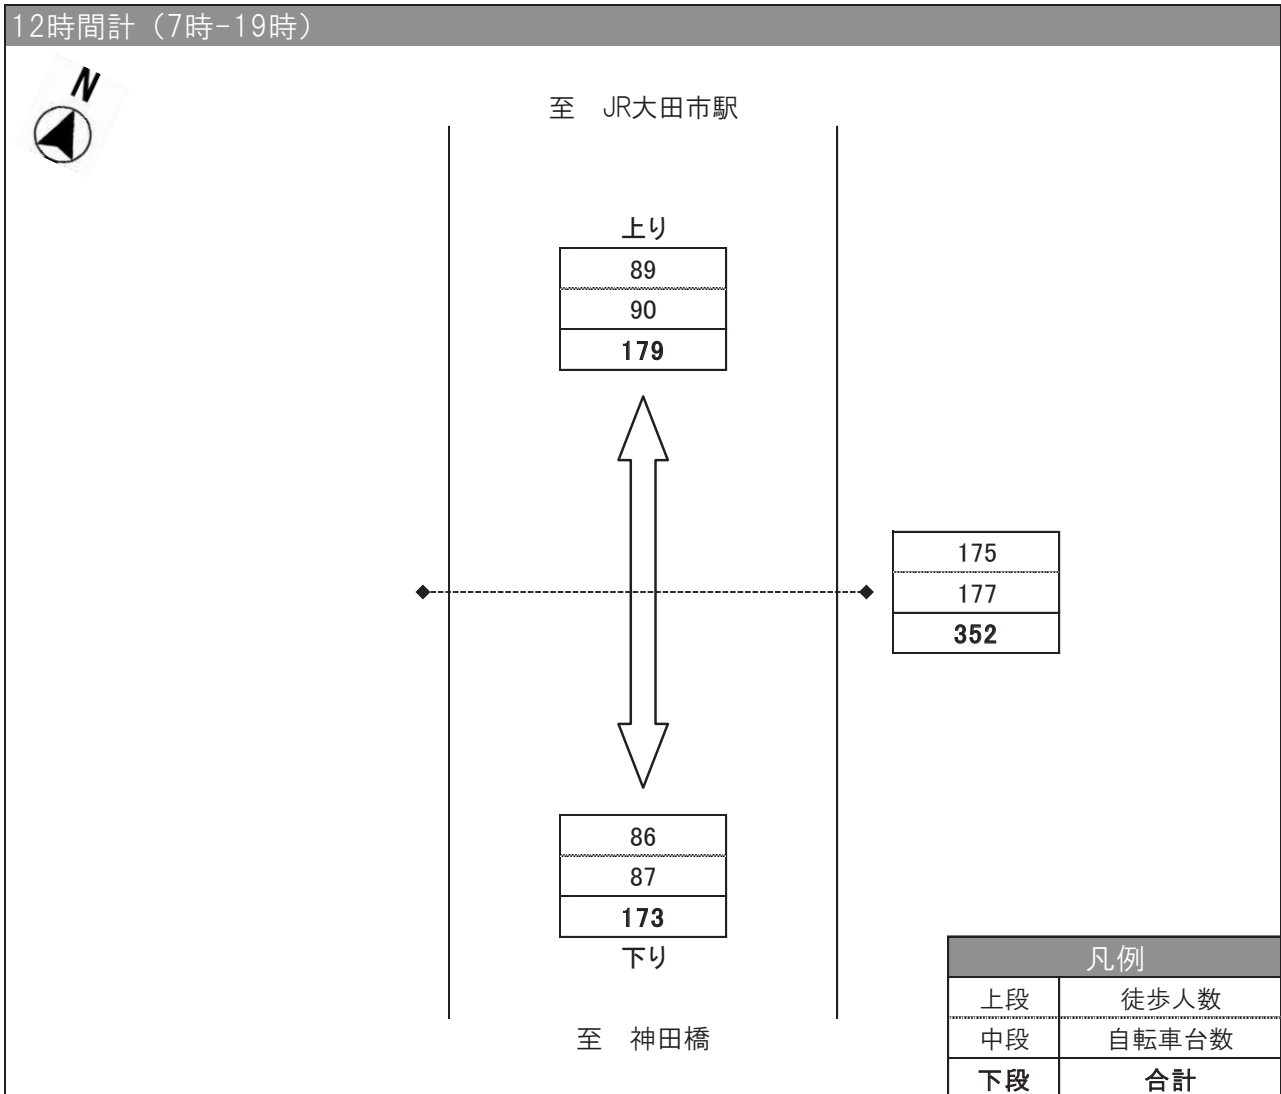 12時間計（7時-19時）
N
至　JR大田市駅
上り
89
90
179
175
177
352
86
87
173
下り
至　神田橋
凡例
上段　徒歩人数
中段　自転車台数
下段　合計